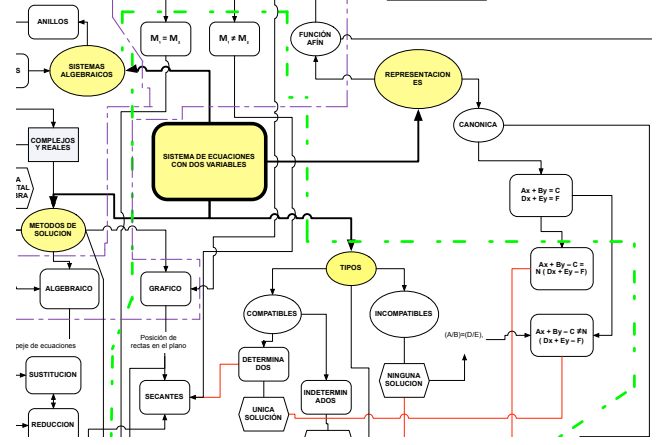 ANILLOS
M₁ = M₂
M₁ ≠ M₂
FUNCIÓN
AFÍN
S
SISTEMAS
ALGEBRAICOS
REPRESENTACION
ES
CANONICA
COMPLEJOS
Y REALES
SISTEMA DE ECUACIONES
CON DOS VARIABLES
A
TAL
BRA
Ax + By = C
Dx + Ey = F
METODOS DE
SOLUCION
TIPOS
Ax + By – C =
N ( Dx + Ey – F)
ALGEBRAICO
GRAFICO
COMPATIBLES
INCOMPATIBLES
(A/B)=(D/E),
Ax + By – C ≠N
( Dx + Ey – F)
peje de ecuaciones
Posición de
rectas en el plano
DETERMINA
DOS
NINGUNA
SOLUCION
SUSTITUCION
SECANTES
INDETERMIN
ADOS
UNICA
SOLUCIÓN
REDUCCION